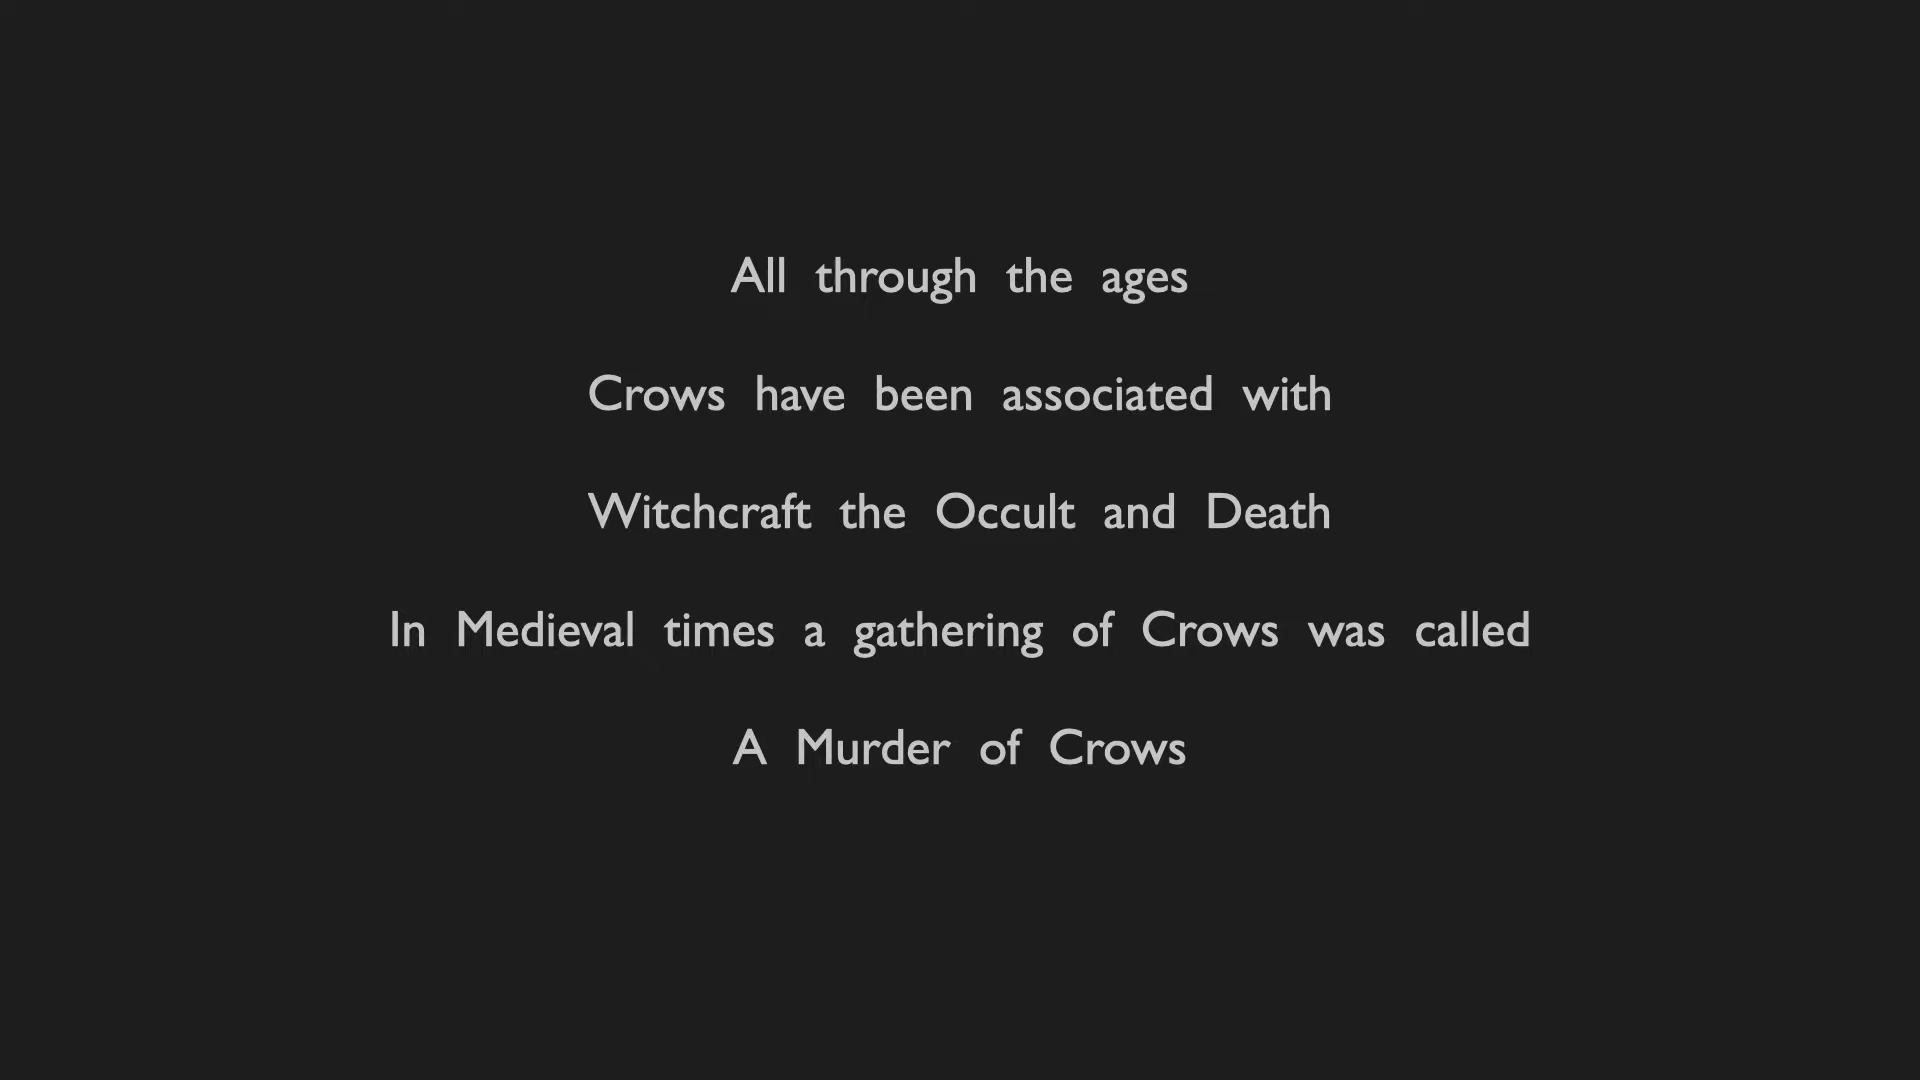 All through the ages
Crows have been associated with
Witchcraft the Occult and Death
In Medieval times a gathering of Crows was called
A Murder of Crows